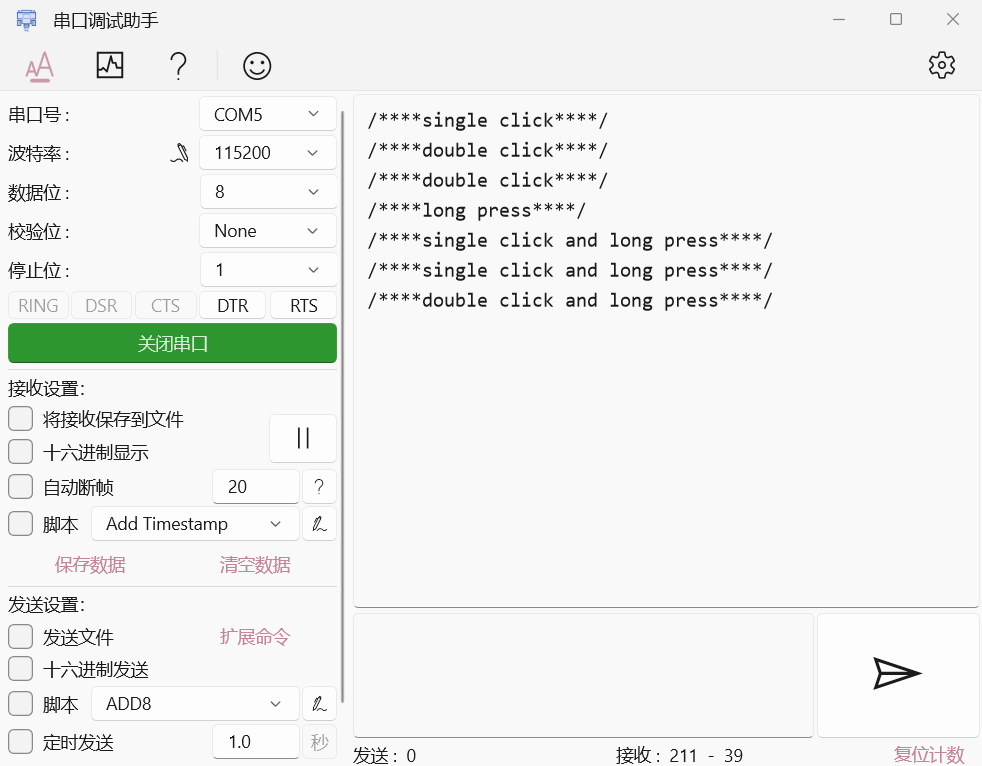 串口调试助手
串口号 :
COM5
波特率 :
115200
数据位 :
8
校验位 :
None
停止位 :
1
RING DSR CTS DTR RTS
关闭串口
接收设置:
将接收保存到文件
十六进制显示
自动断帧
20
?
脚本
Add Timestamp
保存数据
清空数据
发送设置:
发送文件
扩展命令
十六进制发送
脚本
ADD8
定时发送
1.0
秒
/****single click****/
/****double click****/
/****double click****/
/****long press****/
/****single click and long press****/
/****single click and long press****/
/****double click and long press****/
发送 : 0
接收 : 211 - 39
复位计数